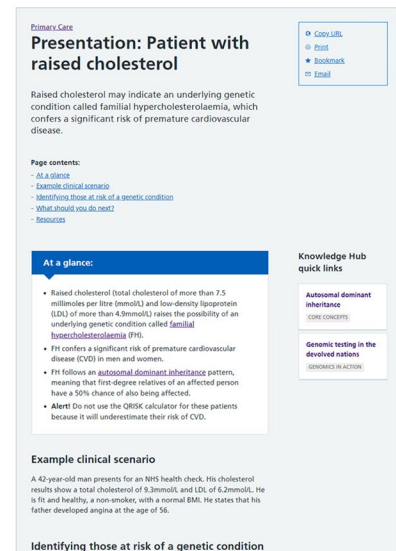 Primary Care
Presentation: Patient with
raised cholesterol
Copy URL
Print
Bookmark
Email
Raised cholesterol may indicate an underlying genetic
condition called familial hypercholesterolaemia, which
confers a significant risk of premature cardiovascular
disease.
Page contents:
- At a glance
- Example clinical scenario
- Identifying those at risk of a genetic condition
- What should you do next?
- Resources
At a glance:
• Raised cholesterol (total cholesterol of more than 7.5
millimoles per litre (mmol/L) and low-density lipoprotein
(LDL) of more than 4.9mmol/L) raises the possibility of an
underlying genetic condition called familial
hypercholesterolaemia (FH).
• FH confers a significant risk of premature cardiovascular
disease (CVD) in men and women.
• FH follows an autosomal dominant inheritance pattern,
meaning that first-degree relatives of an affected person
have a 50% chance of also being affected.
• Alert! Do not use the QRISK calculator for these patients
because it will underestimate their risk of CVD.
Knowledge Hub
quick links
Autosomal dominant
inheritance
CORE CONCEPTS
Genomic testing in the
devolved nations
GENOMICS IN ACTION
Example clinical scenario
A 42-year-old man presents for an NHS health check. His cholesterol
results show a total cholesterol of 9.3mmol/L and LDL of 6.2mmol/L. He
is fit and healthy, a non-smoker, with a normal BMI. He states that his
father developed angina at the age of 56.
Identifying those at risk of a genetic condition